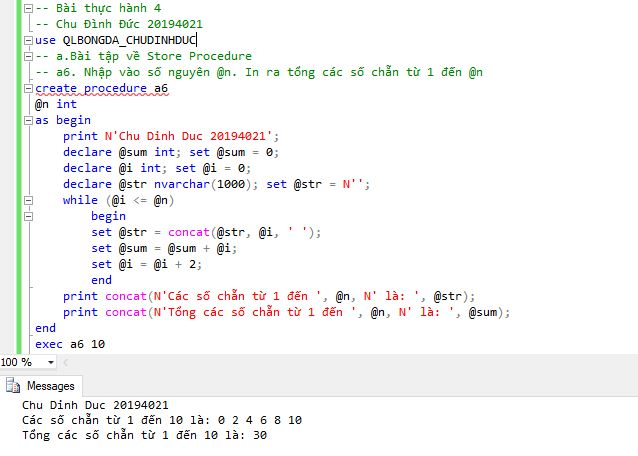 -- Bài thực hành 4
-- Chu Đình Đức 20194021
use QLBONGDA_CHUDINHDUC
-- a.Bài tập về Store Procedure
-- a6. Nhập vào số nguyên @n. In ra tổng các số chẵn từ 1 đến @n
create procedure a6
@n int
as begin
print N'Chu Dinh Duc 20194021';
declare @sum int; set @sum = 0;
declare @i int; set @i = 0;
declare @str nvarchar(1000); set @str = N'';
while (@i <= @n)
begin
set @str = concat(@str, @i, ' ');
set @sum = @sum + @i;
set @i = @i + 2;
end
print concat(N'Các số chẵn từ 1 đến ', @n, N' là: ', @str);
print concat(N'Tổng các số chẵn từ 1 đến ', @n, N' là: ', @sum);
end
exec a6 10
100 %
Messages
Chu Dinh Duc 20194021
Các số chẵn từ 1 đến 10 là: 0 2 4 6 8 10
Tổng các số chẵn từ 1 đến 10 là: 30